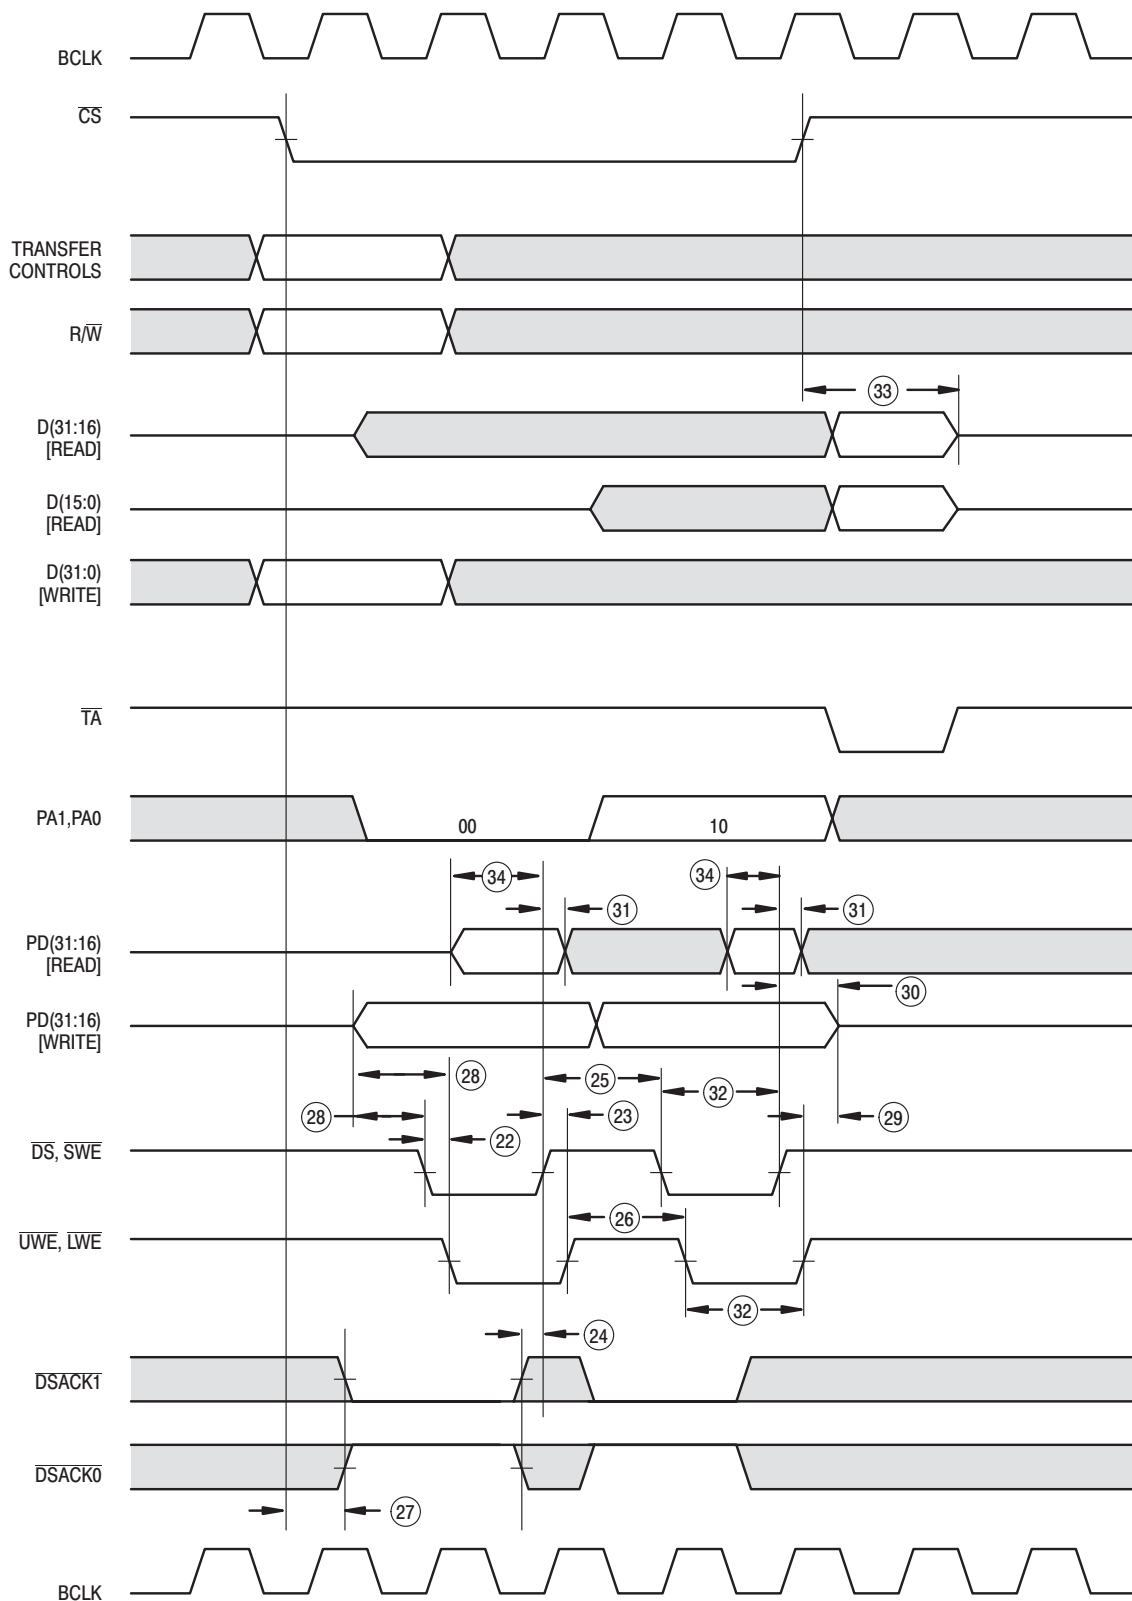 BCLK
CS
TRANSFER
CONTROLS
R/W
33
D(31:16)
[READ]
D(15:0)
[READ]
D(31:0)
[WRITE]
TA
PA1,PA0
00
10
34
34
31
31
PD(31:16)
[READ]
30
PD(31:16)
[WRITE]
28
25
32
28
23
29
22
DS, SWE
26
UWE, LWE
32
24
DSACK1
DSACK0
27
BCLK